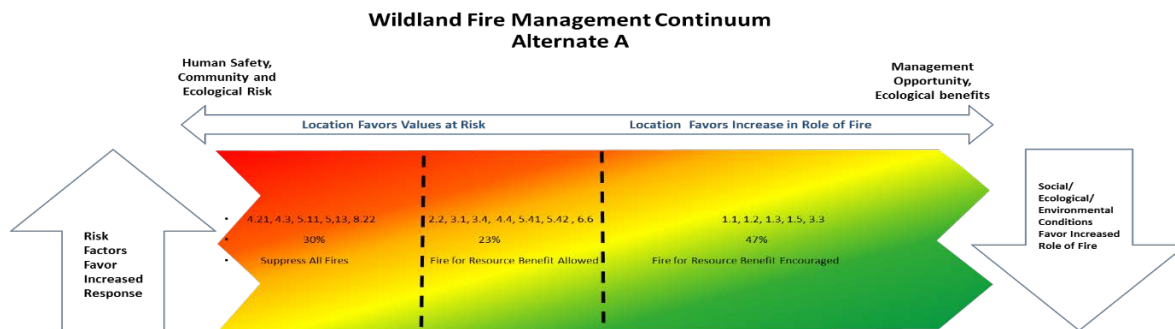 Wildland Fire Management Continuum
Alternate A
Human Safety,
Community and
Ecological Risk
Management
Opportunity,
Ecological benefits
Location Favors Values at Risk
Location Favors Increase in Role of Fire
Risk
Factors
Favor
Increased
Response
• 4.21, 4.3, 5.11, 5,13, 8.22
• 30%
• Suppress All Fires
2.2, 3.1, 3.4, 4.4, 5.41, 5.42 , 6.6
23%
Fire for Resource Benefit Allowed
1.1, 1.2, 1.3, 1.5, 3.3
47%
Fire for Resource Benefit Encouraged
Social/
Ecological/
Environmental
Conditions
Favor Increased
Role of Fire